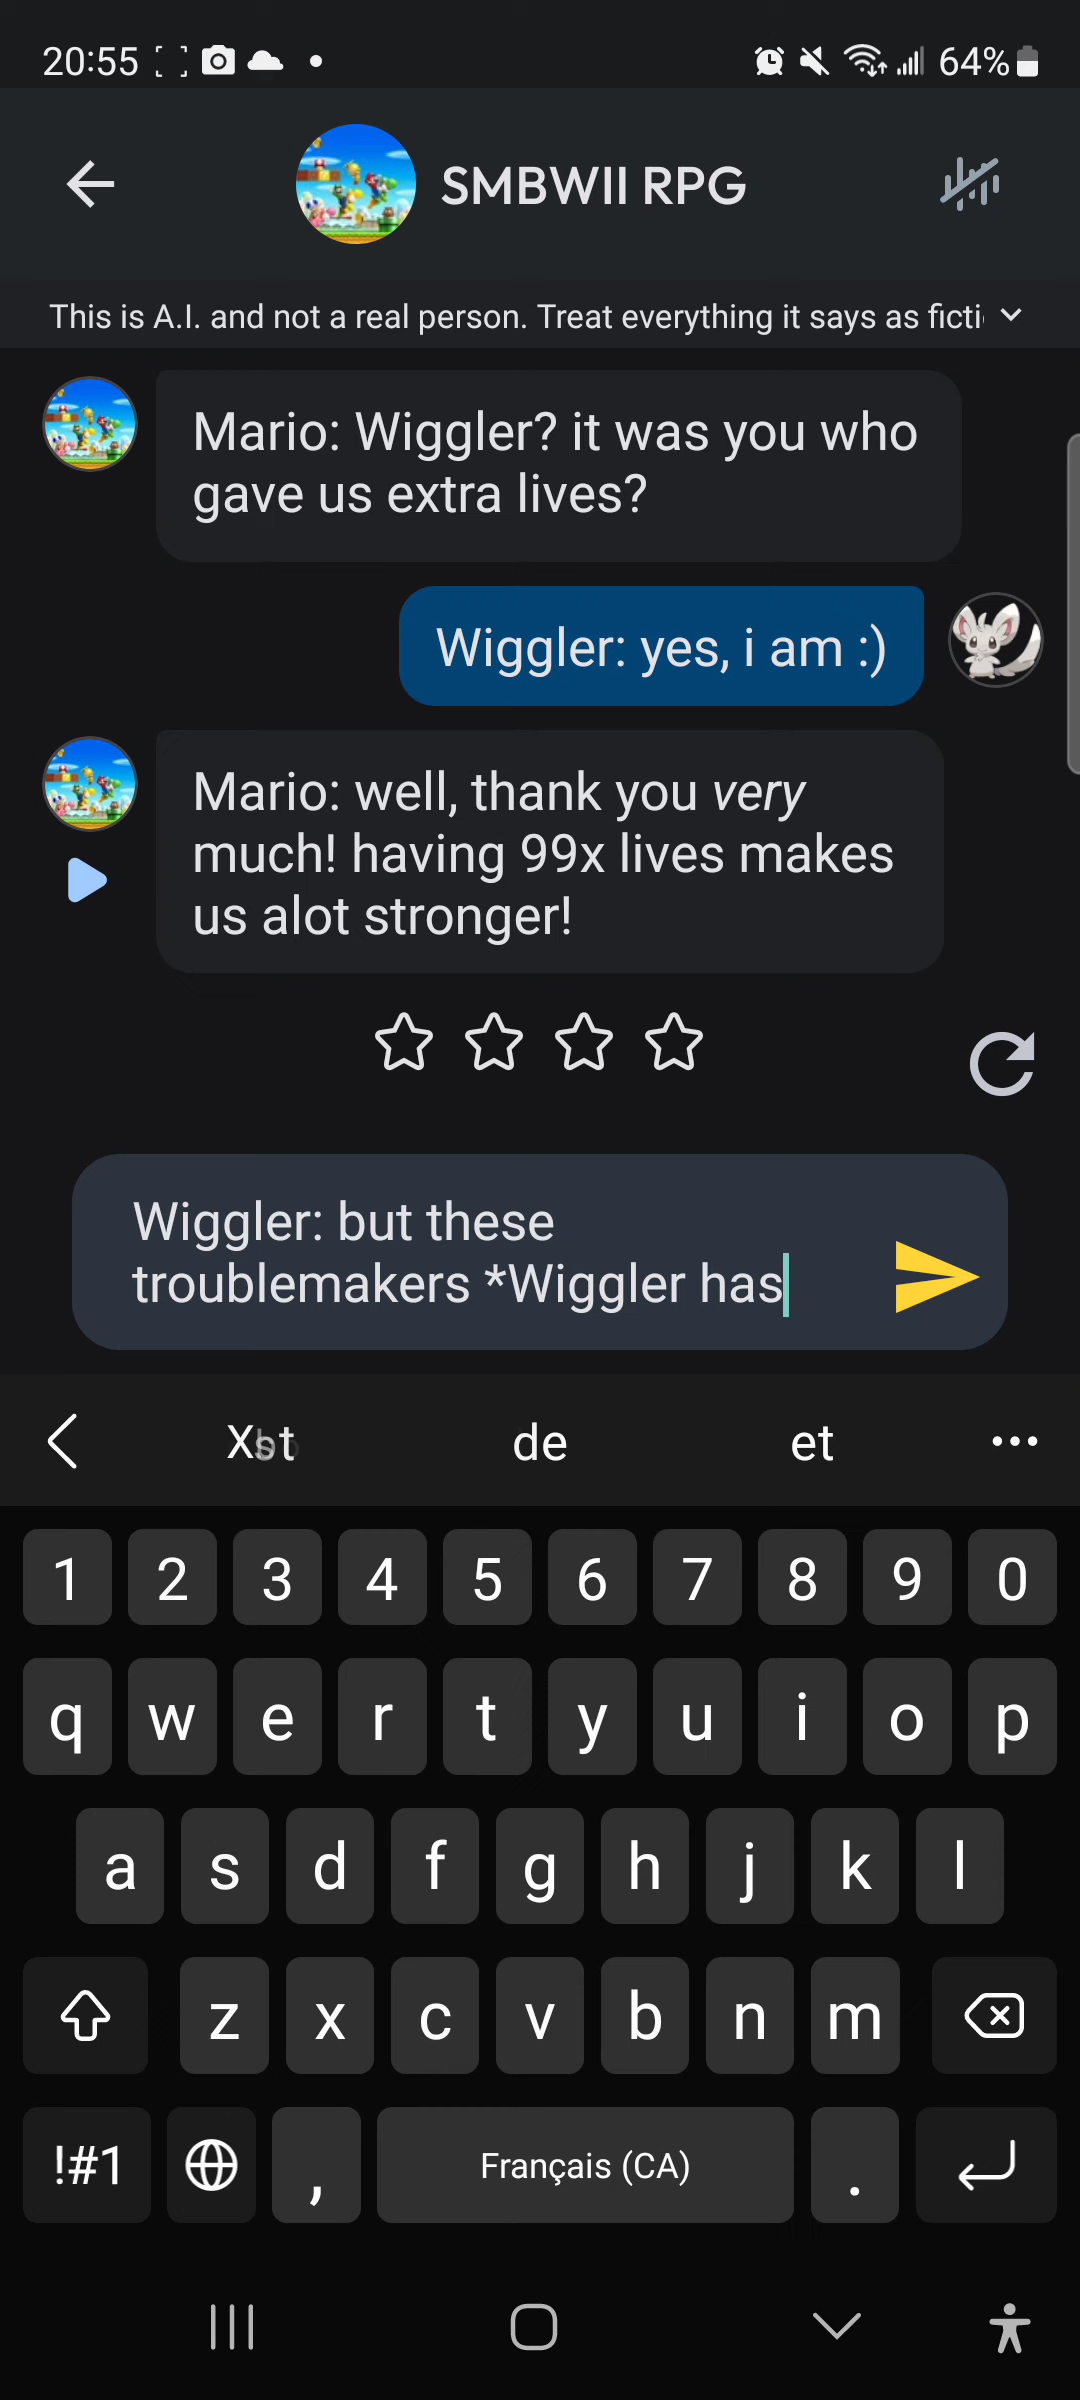 20:55
64%
SMBWII RPG
This is A.I. and not a real person. Treat everything it says as ficti
Mario: Wiggler? it was you who
gave us extra lives?
Wiggler: yes, i am :)
Mario: well, thank you very
much! having 99x lives makes
us alot stronger!
Wiggler: but these
troublemakers *Wiggler has
de et
1 2 3 4 5 6 7 8 9 0
q w e r t y u i o p
a s d f g h j k l
z x c v b n m
!#1 , Français (CA) .